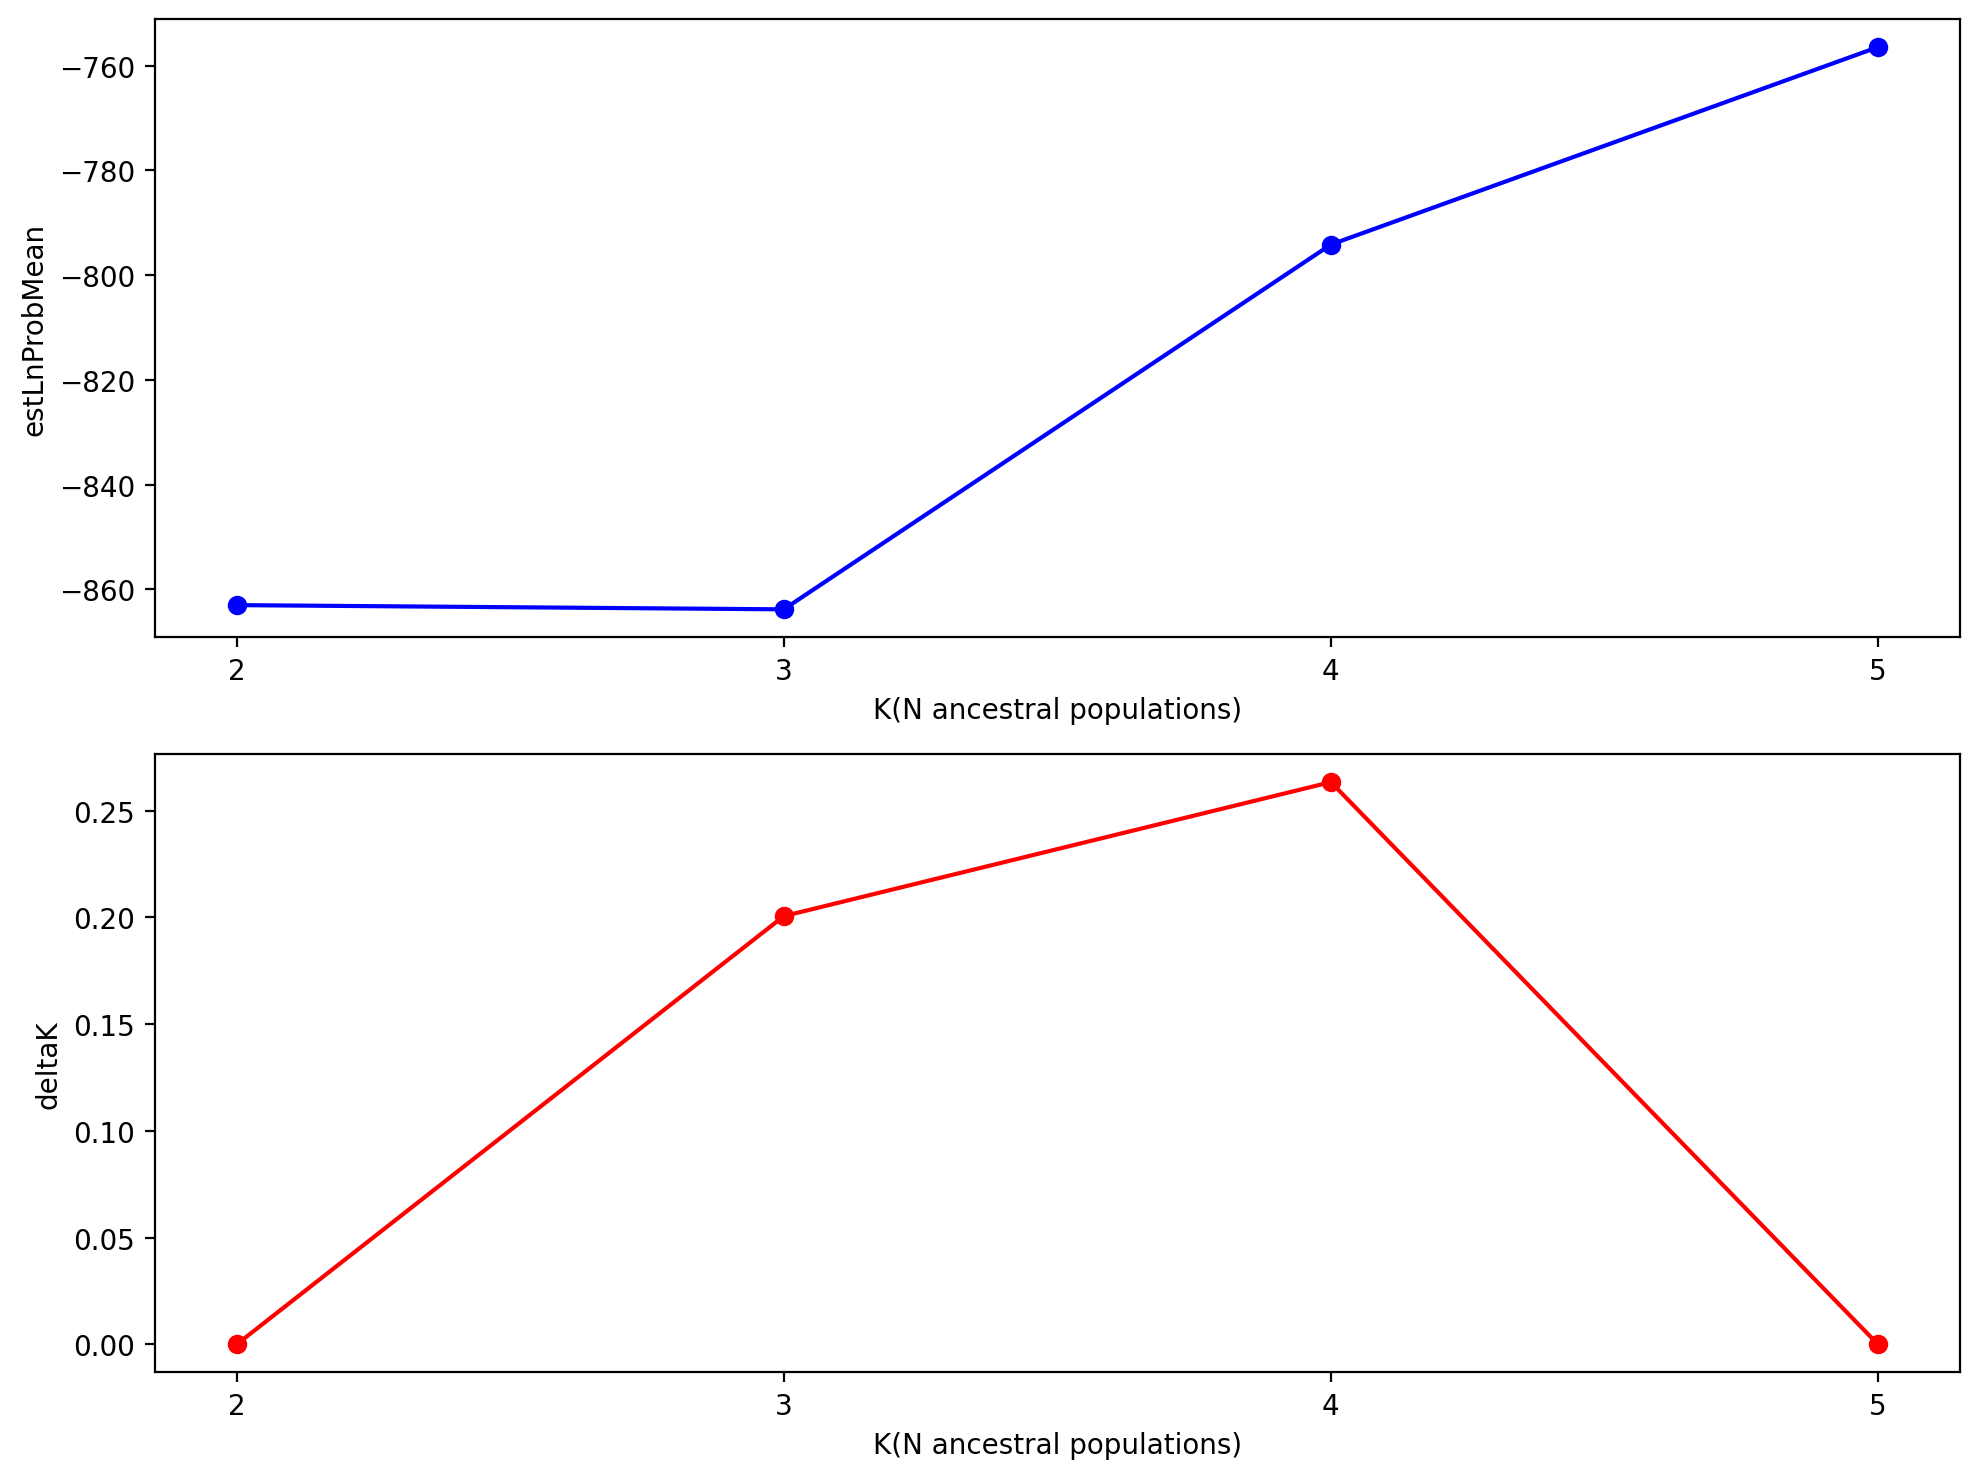 −760
−780
−800
−820
−840
−860
estLnProbMean
2 3 4 5
K(N ancestral populations)
0.25
0.20
0.15
0.10
0.05
0.00
deltaK
2 3 4 5
K(N ancestral populations)